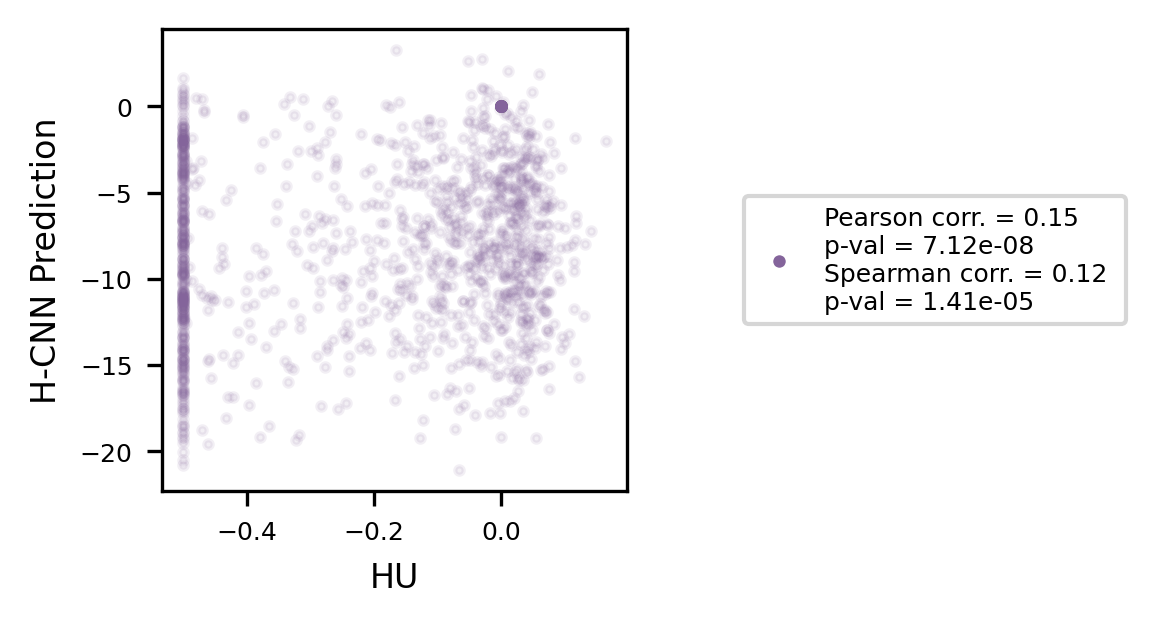 0
−5
−10
−15
−20
H-CNN Prediction
−0.4
−0.2
0.0
HU
Pearson corr. = 0.15
p-val = 7.12e-08
Spearman corr. = 0.12
p-val = 1.41e-05